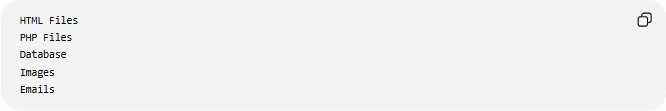 HTML Files
PHP Files
Database
Images
Emails